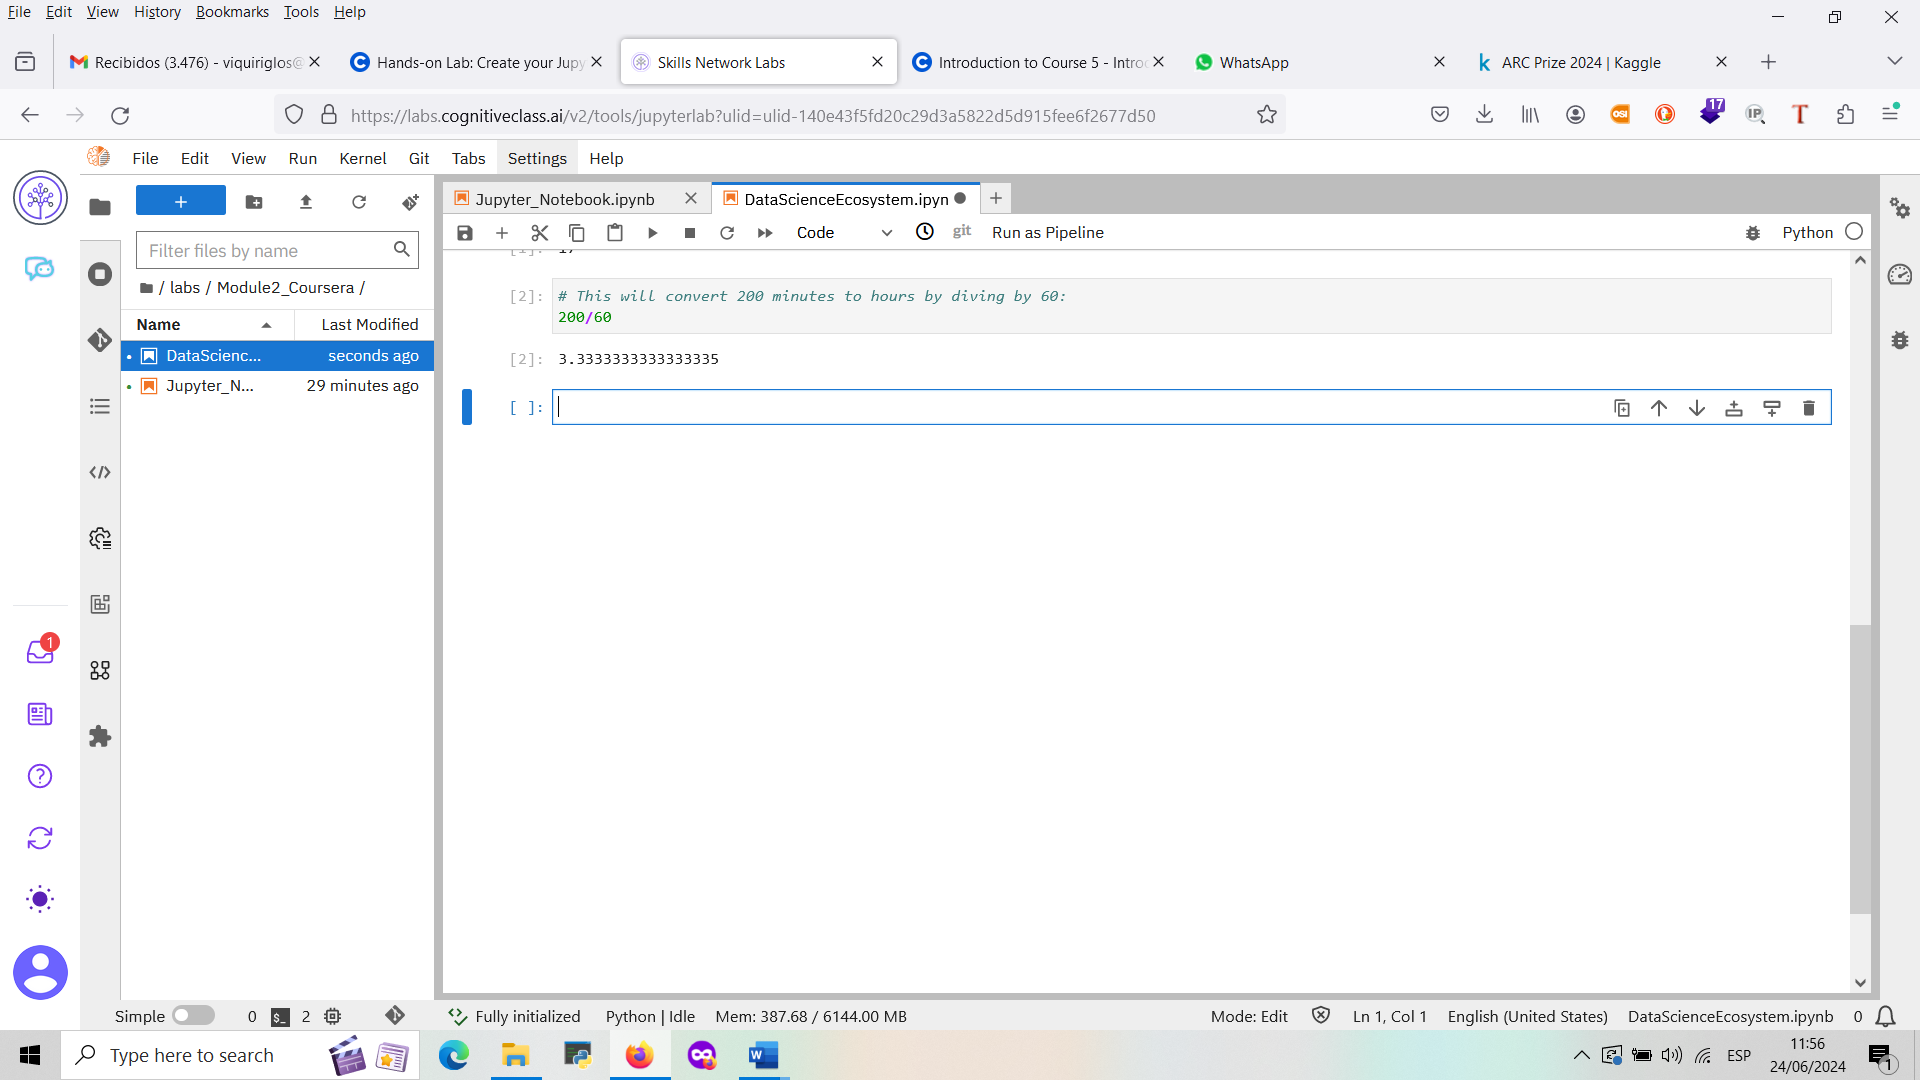 File Edit View History Bookmarks Tools Help
Recibidos (3.476) - viquiriglos@
Hands-on Lab: Create your Jupy
Skills Network Labs
Introduction to Course 5 - Intro
WhatsApp
ARC Prize 2024 | Kaggle
https://labs.cognitiveclass.ai/v2/tools/jupyterlab?ulid=ulid-140e43f5fd20c29d3a5822d5d915fee6f2677d50
17
File Edit View Run Kernel Git Tabs Settings Help
Filter files by name
/ labs / Module2_Coursera /
Name Last Modified
DataScienc... seconds ago
Jupyter_N... 29 minutes ago
Jupyter_Notebook.ipynb
DataScienceEcosystem.ipyn
Code
git
Run as Pipeline
Python
[2]: # This will convert 200 minutes to hours by diving by 60:
200/60
[2]: 3.3333333333333335
[ ]:
1
Simple 0 2 Fully initialized Python | Idle Mem: 387.68 / 6144.00 MB Mode: Edit Ln 1, Col 1 English (United States) DataScienceEcosystem.ipynb 0
Type here to search
ESP
11:56
24/06/2024
1